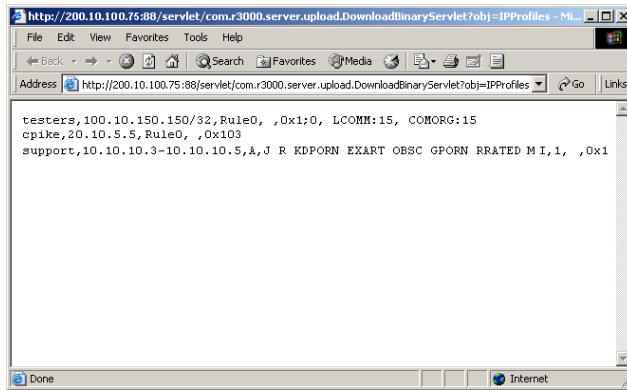 http://200.10.100.75:88/servlet/com.r3000.server.upload.DownloadBinaryServlet?obj=IPProfiles - Mi...
File Edit View Favorites Tools Help
Back Search Favorites Media
Address http://200.10.100.75:88/servlet/com.r3000.server.upload.DownloadBinaryServlet?obj=IPProfiles Go Links
testers,100.10.150.150/32,Rule0, ,0x1;0, LCOMM:15, COMORG:15
cpike,20.10.5.5,Rule0, ,0x103
support,10.10.10.3-10.10.10.5,A,J R KDPORN EXART OBSC GPORN RRATED M I,1, ,0x1
Done Internet